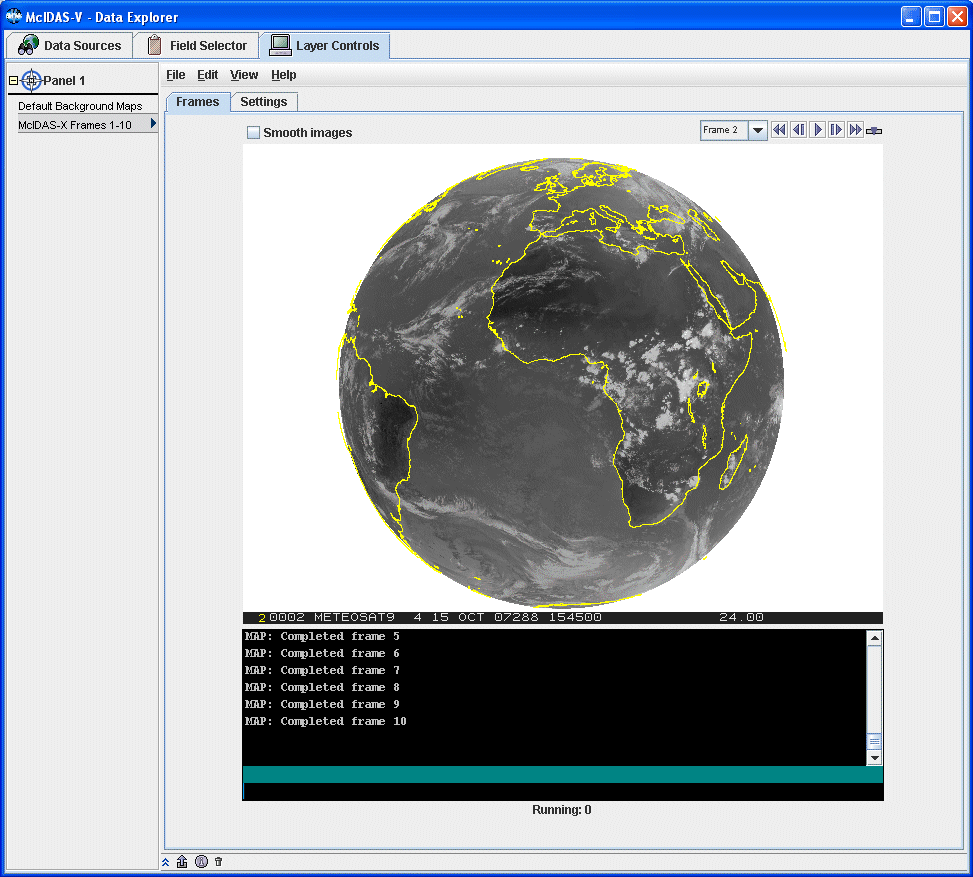 McIDAS-V - Data Explorer
Data Sources
Field Selector
Layer Controls
Panel 1
Default Background Maps
McIDAS-X Frames 1-10
File Edit View Help
Frames Settings
Smooth images
Frame 2
2 0002 METEOSAT9 4 15 OCT 07288 154500 24.00
MAP: Completed frame 5
MAP: Completed frame 6
MAP: Completed frame 7
MAP: Completed frame 8
MAP: Completed frame 9
MAP: Completed frame 10
Running: 0